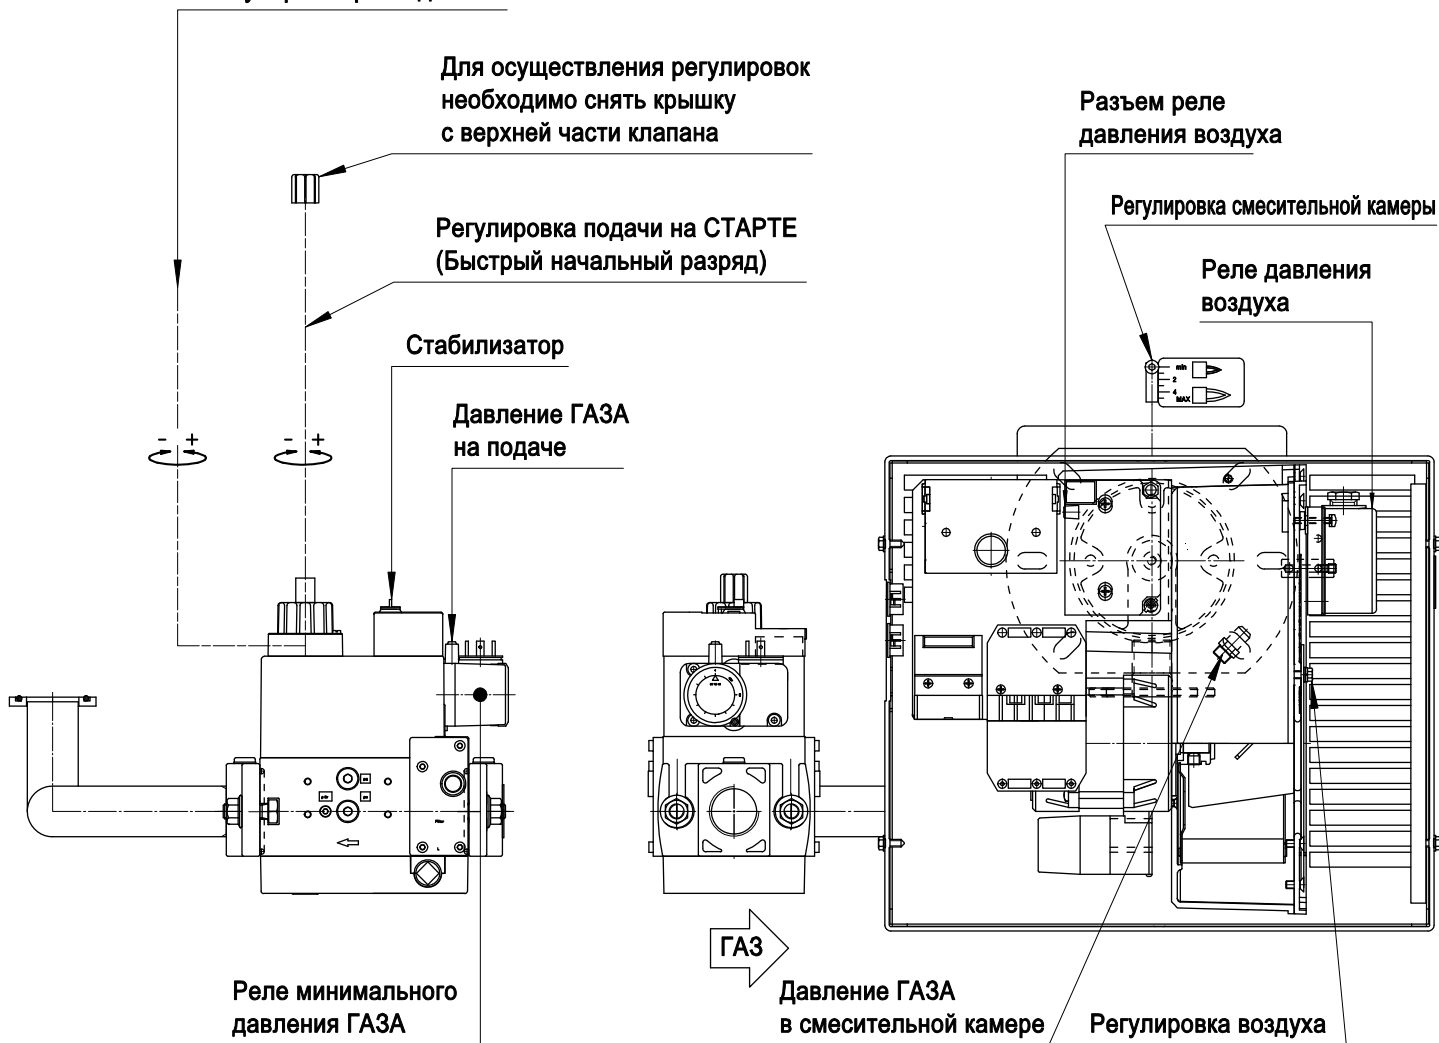 Для осуществления регулировок
необходимо снять крышку
с верхней части клапана
Разъем реле
давления воздуха
Регулировка смесительной камеры
Регулировка подачи на СТАРТЕ
(Быстрый начальный разряд)
Реле давления
воздуха
Стабилизатор
min
2
4
MAX
Давление ГАЗА
на подаче
- +
- +
ГАЗ
Реле минимального
давления ГАЗА
Давление ГАЗА
в смесительной камере
Регулировка воздуха